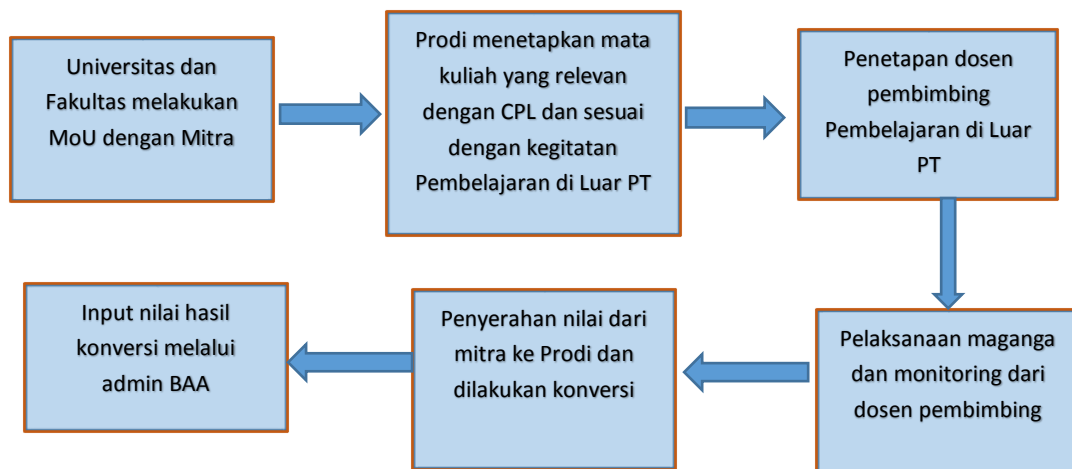 Universitas dan
Fakultas melakukan
MoU dengan Mitra
Prodi menetapkan mata
kuliah yang relevan
dengan CPL dan sesuai
dengan kegitatan
Pembelajaran di Luar PT
Penetapan dosen
pembimbing
Pembelajaran di Luar
PT
Pelaksanaan maganga
dan monitoring dari
dosen pembimbing
Penyerahan nilai dari
mitra ke Prodi dan
dilakukan konversi
Input nilai hasil
konversi melalui
admin BAA